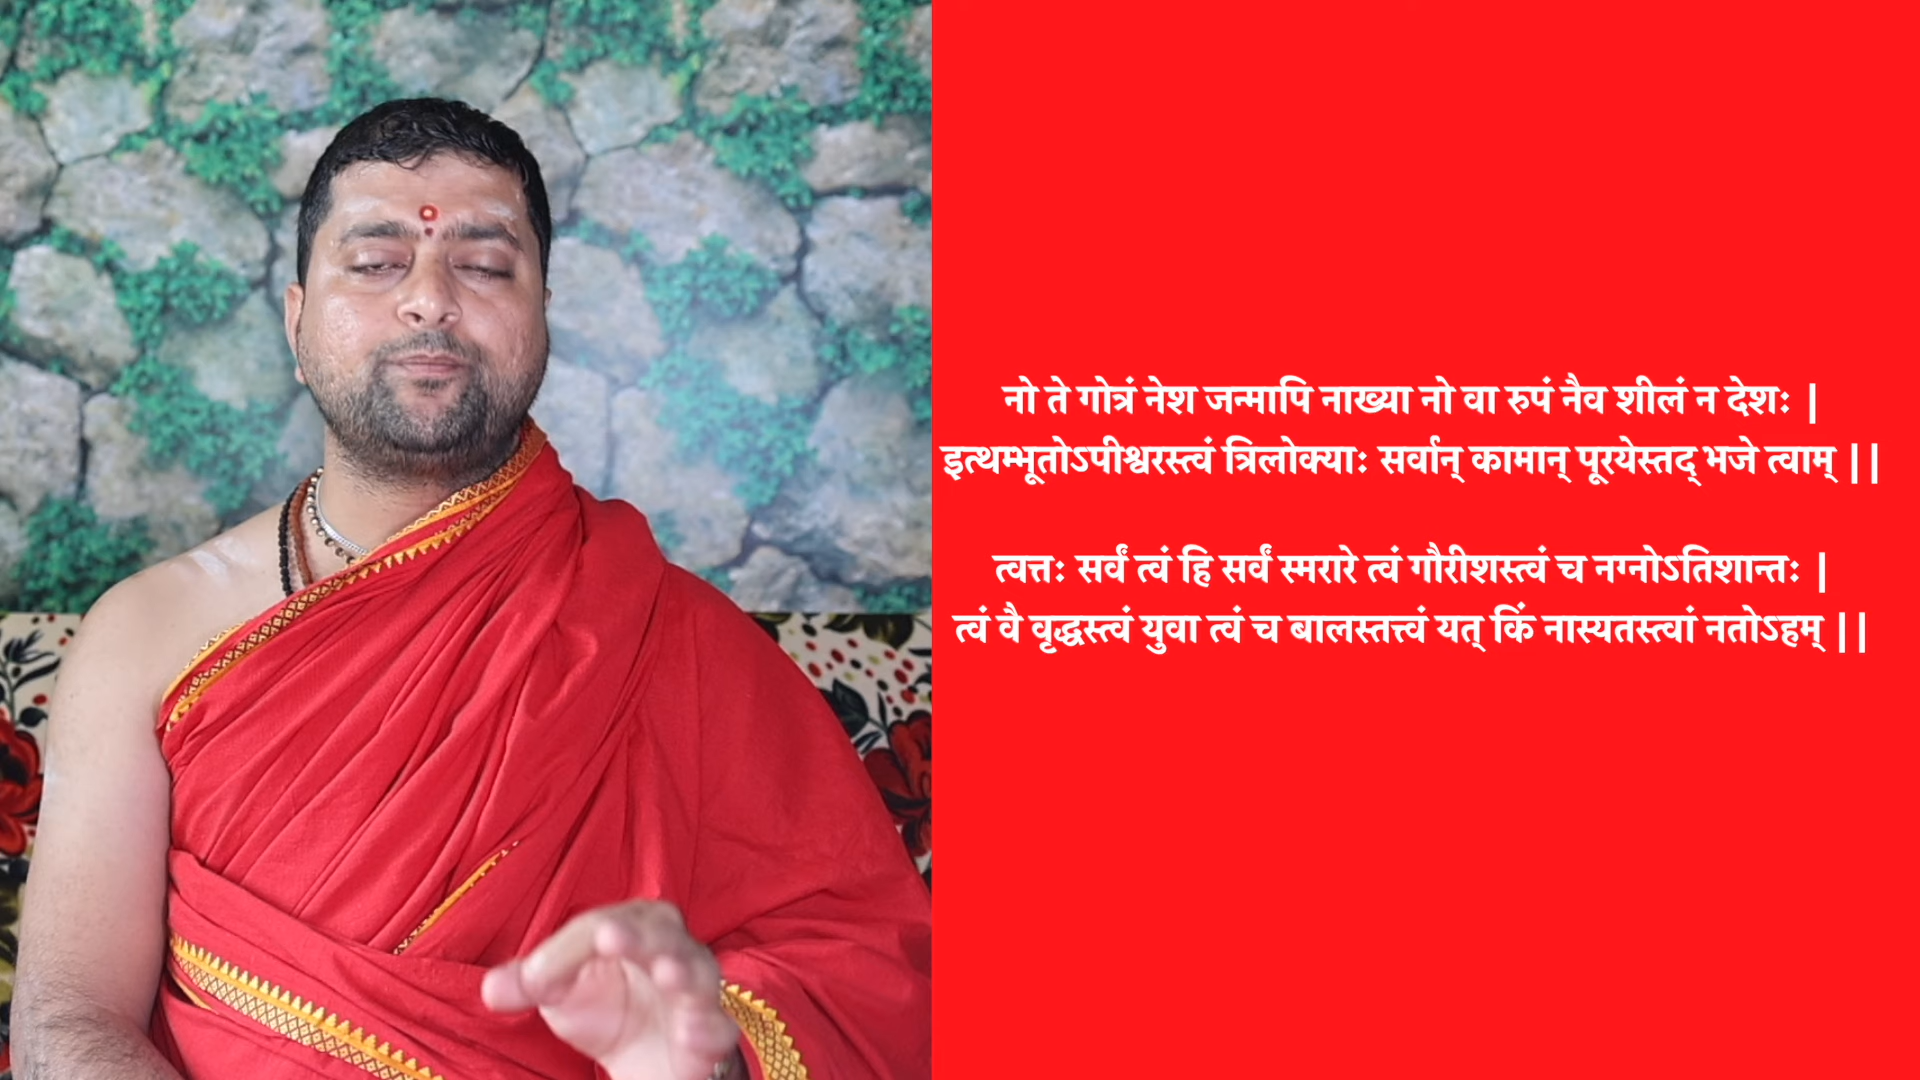 नो ते गोत्रं नेश जन्मापि नाख्या नो वा रुपं नैव शीलं न देशः |
इत्थम्भूतोऽपीश्वरस्त्वं त्रिलोक्याः सर्वान् कामान् पूरयेस्तद् भजे त्वाम् ||
त्वत्तः सर्वं त्वं हि सर्वं स्मरारे त्वं गौरीशस्त्वं च नग्नोऽतिशान्तः |
त्वं वै वृद्धस्त्वं युवा त्वं च बालस्तत्त्वं यत् किं नास्यतस्त्वां नतोऽहम् ||